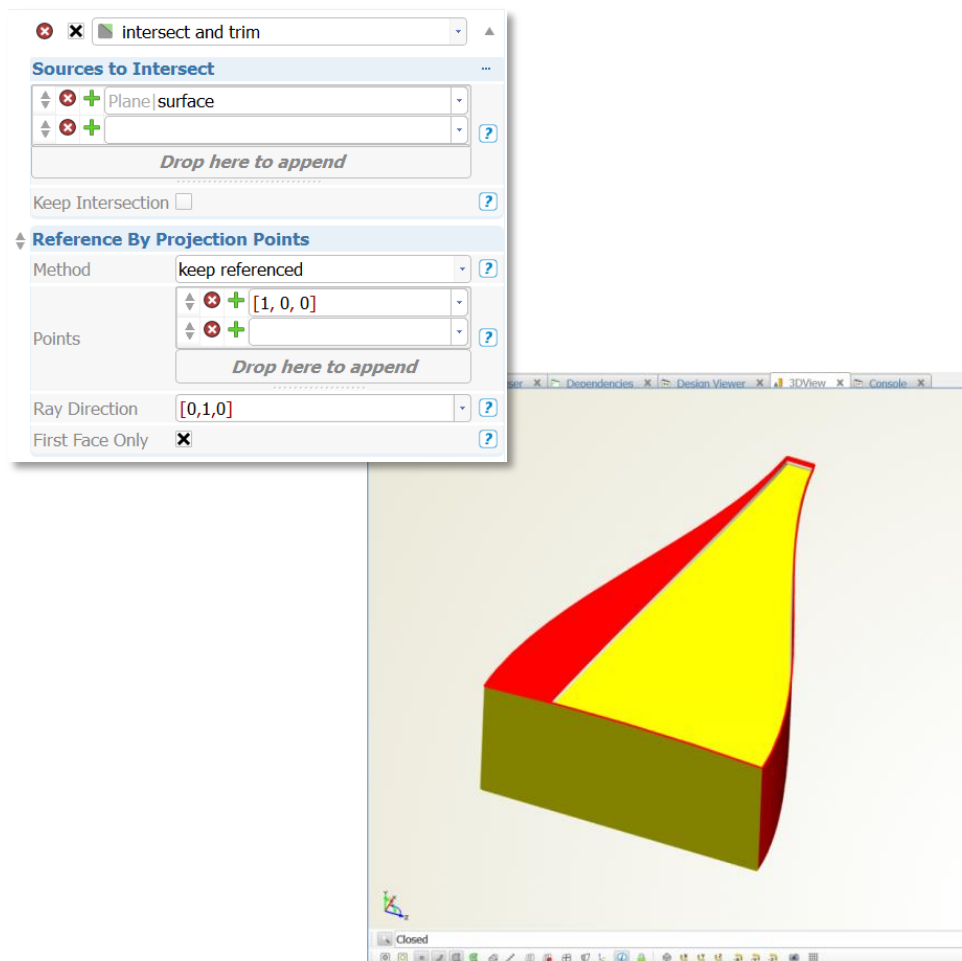 intersect and trim
Sources to Intersect
Plane|surface
Drop here to append
Keep Intersection
Reference By Projection Points
Method keep referenced
[1, 0, 0]
Points
Drop here to append
Ray Direction [0,1,0]
First Face Only
ser Dependencies Design Viewer 3DView Console
Y
X
Z
Closed